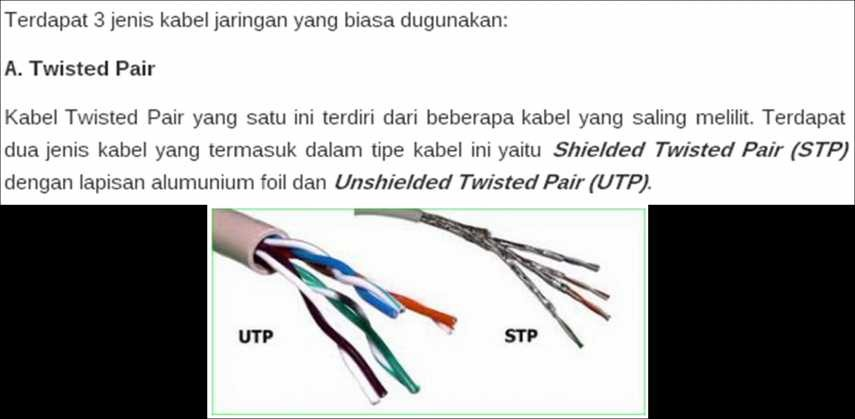 Terdapat 3 jenis kabel jaringan yang biasa dugunakan:
A. Twisted Pair
Kabel Twisted Pair yang satu ini terdiri dari beberapa kabel yang saling melilit. Terdapat
dua jenis kabel yang termasuk dalam tipe kabel ini yaitu Shielded Twisted Pair (STP)
dengan lapisan alumunium foil dan Unshielded Twisted Pair (UTP).
UTP
STP